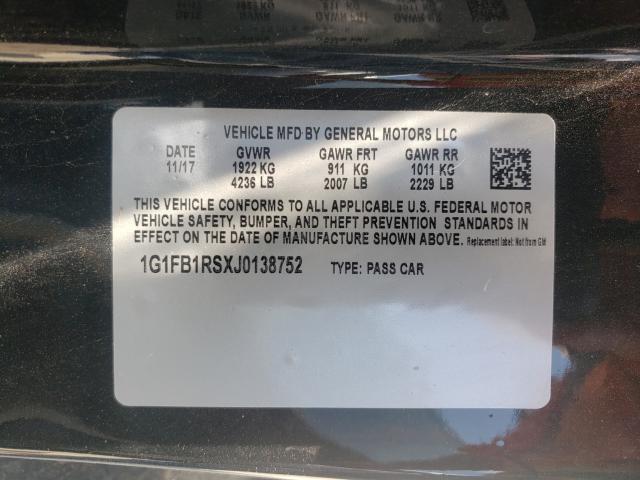 VEHICLE MFD BY GENERAL MOTORS LLC
DATE GVWR GAWR FRT GAWR RR
11/17 1922 KG 911 KG 1011 KG
4236 LB 2007 LB 2229 LB
THIS VEHICLE CONFORMS TO ALL APPLICABLE U.S. FEDERAL MOTOR
VEHICLE SAFETY, BUMPER, AND THEFT PREVENTION STANDARDS IN
EFFECT ON THE DATE OF MANUFACTURE SHOWN ABOVE. Replacement label: Not from GM
1G1FB1RSXJ0138752 TYPE: PASS CAR